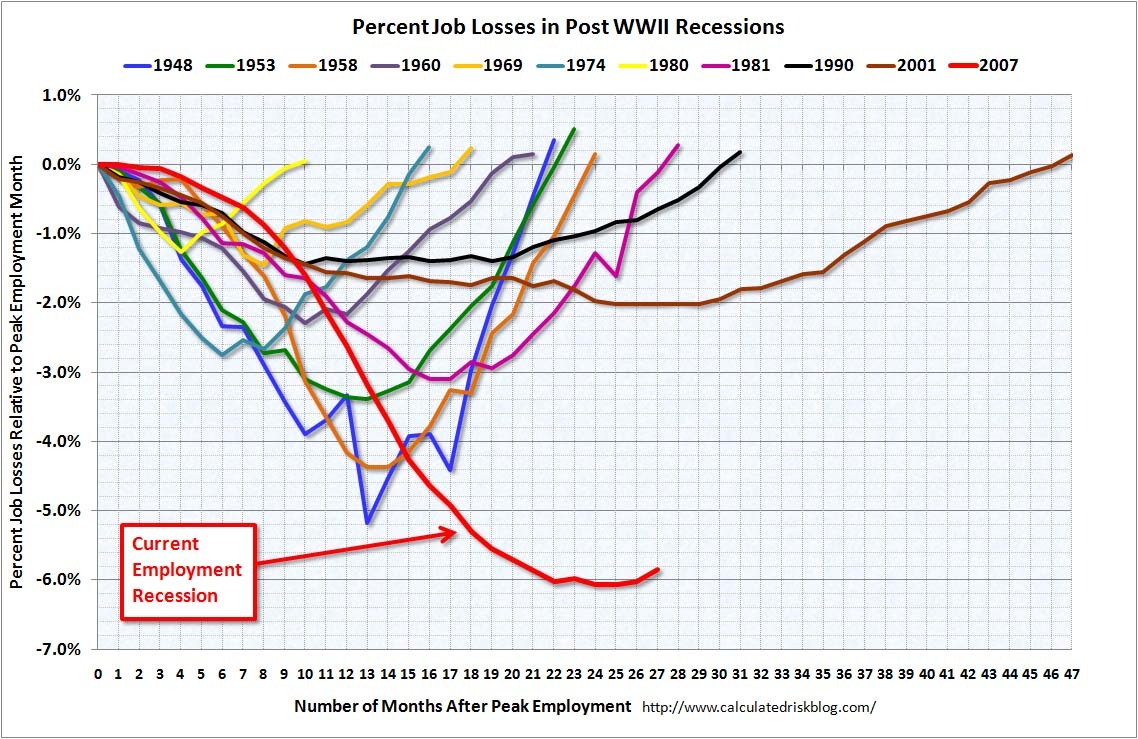 Percent Job Losses in Post WWII Recessions
1948 1953 1958 1960 1969 1974 1980 1981 1990 2001 2007
Percent Job Losses Relative to Peak Employment Month
1.0%
0.0%
-1.0%
-2.0%
-3.0%
-4.0%
-5.0%
-6.0%
-7.0%
Current
Employment
Recession
0 1 2 3 4 5 6 7 8 9 10 11 12 13 14 15 16 17 18 19 20 21 22 23 24 25 26 27 28 29 30 31 32 33 34 35 36 37 38 39 40 41 42 43 44 45 46 47
Number of Months After Peak Employment http://www.calculatedriskblog.com/